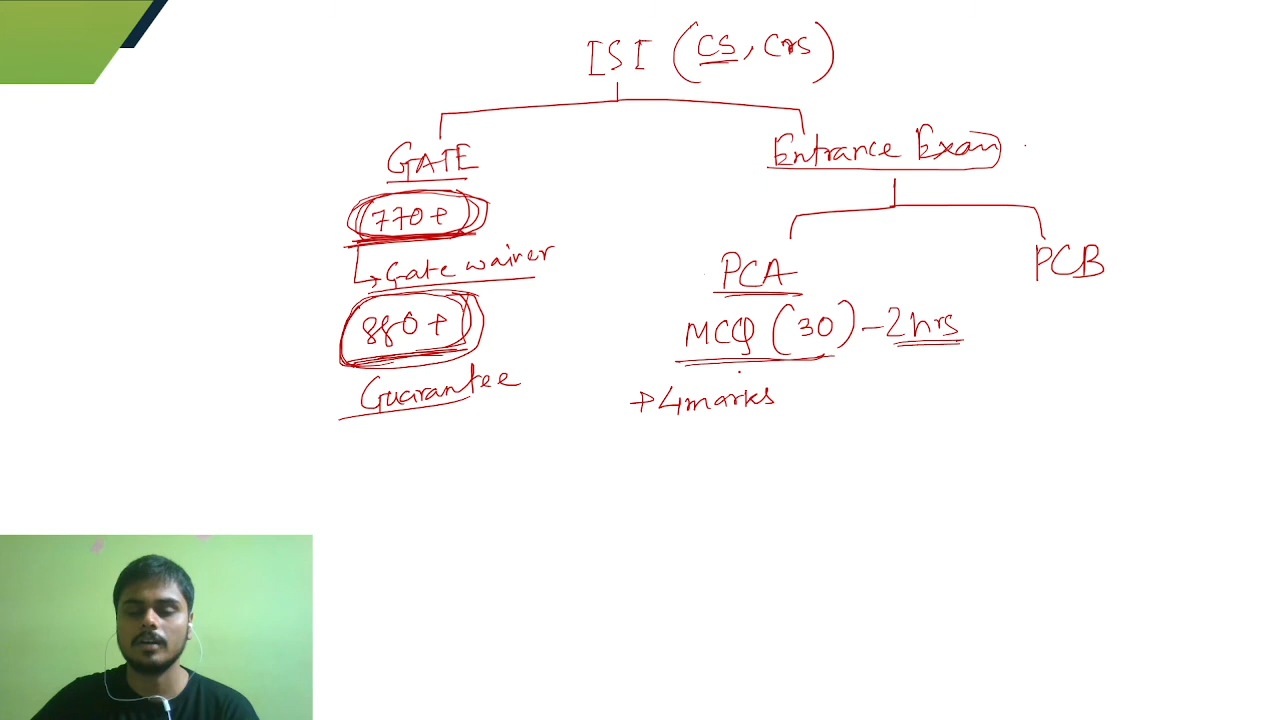 ISI (CS, CrS)
GATE
770+
Gate waiver
880+
Guarantee
Entrance Exam
PCA
PCB
MCQ (30) - 2hrs
→ 4marks